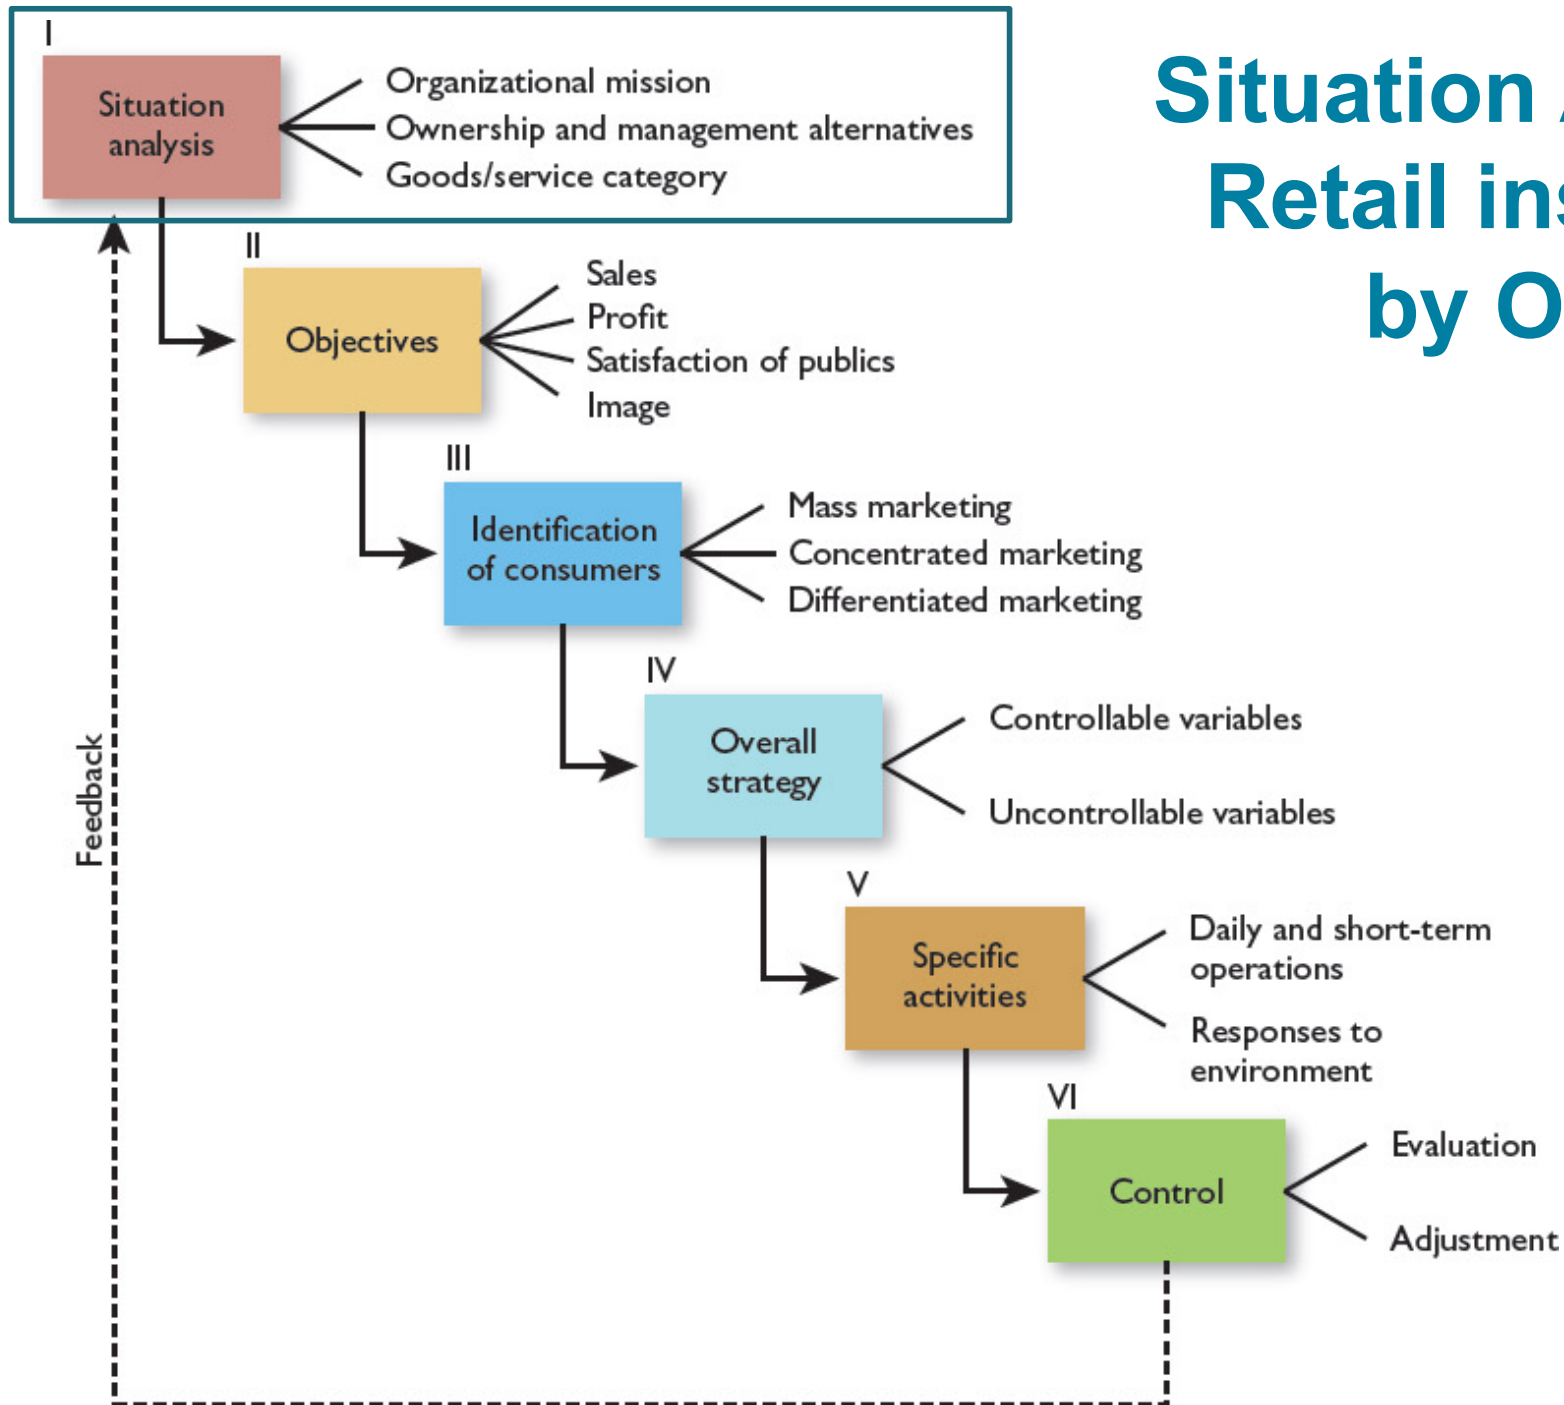 I
Situation
analysis
Organizational mission
Ownership and management alternatives
Goods/service category
Situation
Retail
by
II
Objectives
Sales
Profit
Satisfaction of publics
Image
III
Identification
of consumers
Mass marketing
Concentrated marketing
Differentiated marketing
IV
Overall
strategy
Controllable variables
Uncontrollable variables
Feedback
V
Specific
activities
Daily and short-term
operations
Responses to
environment
VI
Control
Evaluation
Adjustment